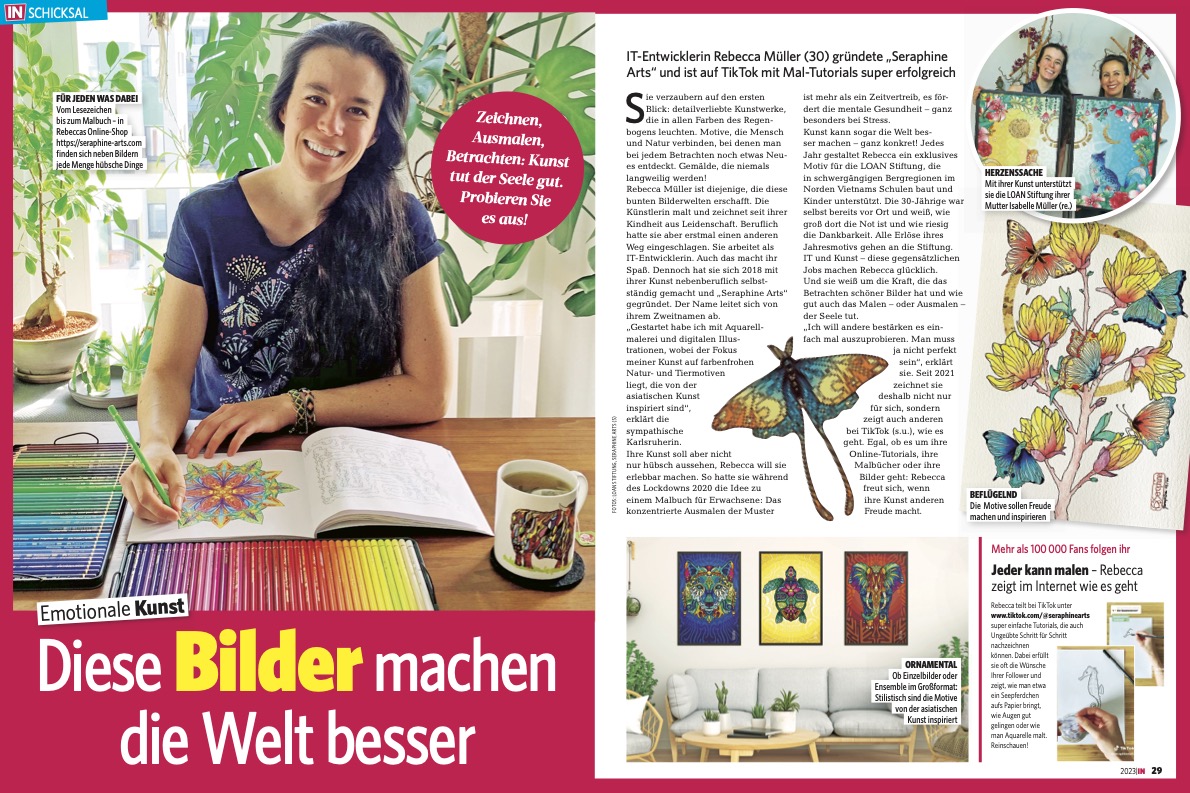 IN SCHICKSAL
FÜR JEDEN WAS DABEI
Vom Lesezeichen
bis zum Malbuch – in
Rebeccas Online-Shop
https://seraphine-arts.com
finden sich neben Bildern
jede Menge hübsche Dinge
Zeichnen,
Ausmalen,
Betrachten: Kunst
tut der Seele gut.
Probieren Sie
es aus!
Emotionale Kunst
Diese Bilder machen
die Welt besser
IT-Entwicklerin Rebecca Müller (30) gründete „Seraphine
Arts“ und ist auf TikTok mit Mal-Tutorials super erfolgreich
Sie verzaubern auf den ersten
Blick: detailverliebte Kunstwerke,
die in allen Farben des Regen-
bogens leuchten. Motive, die Mensch
und Natur verbinden, bei denen man
bei jedem Betrachten noch etwas Neu-
es entdeckt. Gemälde, die niemals
langweilig werden!
Rebecca Müller ist diejenige, die diese
bunten Bilderwelten erschafft. Die
Künstlerin malt und zeichnet seit ihrer
Kindheit aus Leidenschaft. Beruflich
hatte sie aber erstmal einen anderen
Weg eingeschlagen. Sie arbeitet als
IT-Entwicklerin. Auch das macht ihr
Spaß. Dennoch hat sie sich 2018 mit
ihrer Kunst nebenberuflich selbst-
ständig gemacht und „Seraphine Arts“
gegründet. Der Name leitet sich von
ihrem Zweitnamen ab.
„Gestartet habe ich mit Aquarell-
malerei und digitalen Illus-
trationen, wobei der Fokus
meiner Kunst auf farbenfrohen
Natur- und Tiermotiven
liegt, die von der
asiatischen Kunst
inspiriert sind“,
erklärt die
sympathische
Karlsruherin.
Ihre Kunst soll aber nicht
nur hübsch aussehen, Rebecca will sie
erlebbar machen. So hatte sie während
des Lockdowns 2020 die Idee zu
einem Malbuch für Erwachsene: Das
konzentrierte Ausmalen der Muster
ist mehr als ein Zeitvertreib, es för-
dert die mentale Gesundheit – ganz
besonders bei Stress.
Kunst kann sogar die Welt bes-
ser machen – ganz konkret! Jedes
Jahr gestaltet Rebecca ein exklusives
Motiv für die LOAN Stiftung, die
in schwergängigen Bergregionen im
Norden Vietnams Schulen baut und
Kinder unterstützt. Die 30-Jährige war
selbst bereits vor Ort und weiß, wie
groß dort die Not ist und wie riesig
die Dankbarkeit. Alle Erlöse ihres
Jahresmotivs gehen an die Stiftung.
IT und Kunst – diese gegensätzlichen
Jobs machen Rebecca glücklich.
Und sie weiß um die Kraft, die das
Betrachten schöner Bilder hat und wie
gut auch das Malen – oder Ausmalen –
der Seele tut.
„Ich will andere bestärken es ein-
fach mal auszuprobieren. Man muss
ja nicht perfekt
sein“, erklärt
sie. Seit 2021
zeichnet sie
deshalb nicht nur
für sich, sondern
zeigt auch anderen
bei TikTok (s.u.), wie es
geht. Egal, ob es um ihre
Online-Tutorials, ihre
Malbücher oder ihre
Bilder geht: Rebecca
freut sich, wenn
ihre Kunst anderen
Freude macht.
FOTOS: LOAN STIFTUNG, SERAPHINE ARTS (5)
HERZENSSACHE
Mit ihrer Kunst unterstützt
sie die LOAN Stiftung ihrer
Mutter Isabelle Müller (re.)
BEFLÜGELND
Die Motive sollen Freude
machen und inspirieren
ORNAMENTAL
Ob Einzelbilder oder
Ensemble im Großformat:
Stilistisch sind die Motive
von der asiatischen
Kunst inspiriert
Mehr als 100 000 Fans folgen ihr
Jeder kann malen – Rebecca
zeigt im Internet wie es geht
Rebecca teilt bei TikTok unter
www.tiktok.com/@seraphinearts
super einfache Tutorials, die auch
Ungeübte Schritt für Schritt
nachzeichnen
können. Dabei erfüllt
sie oft die Wünsche
ihrer Follower und
zeigt, wie man etwa
ein Seepferdchen
aufs Papier bringt,
wie Augen gut
gelingen oder wie
man Aquarelle malt.
Reinschauen!
TikTok
2023|IN 29